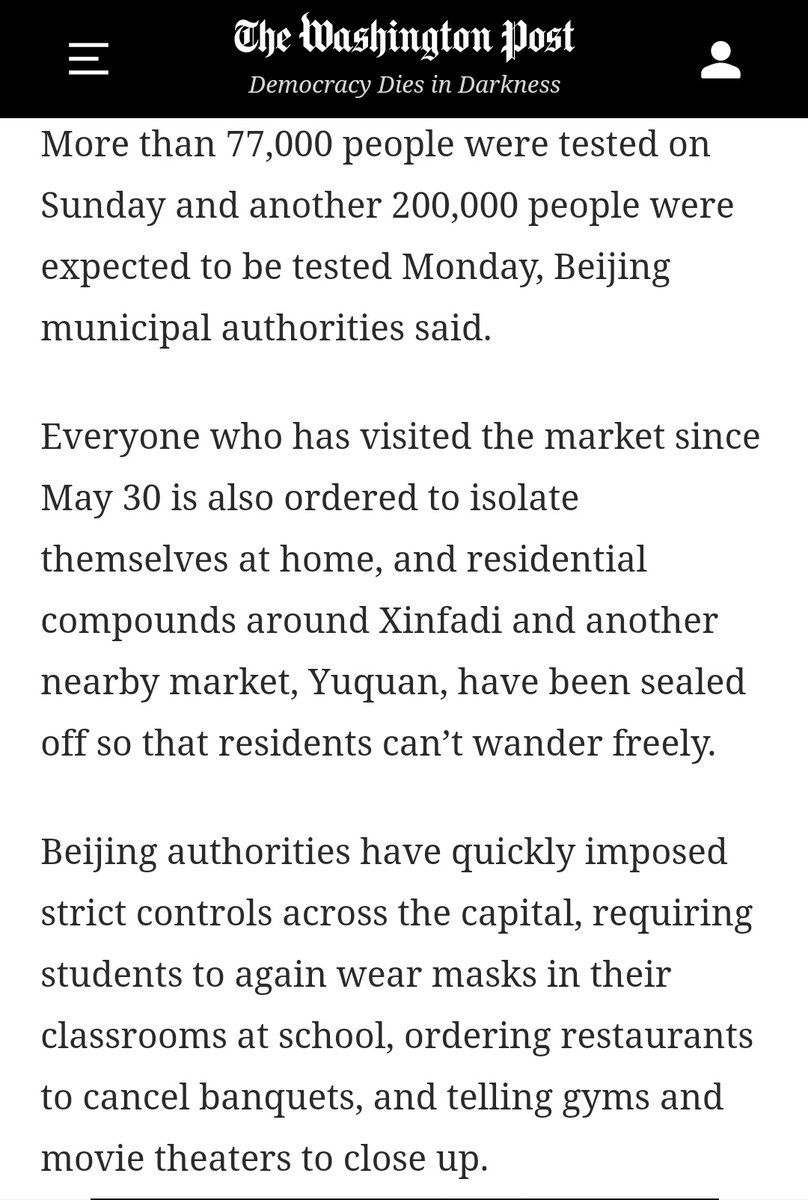 The Washington Post
Democracy Dies in Darkness
More than 77,000 people were tested on
Sunday and another 200,000 people were
expected to be tested Monday, Beijing
municipal authorities said.
Everyone who has visited the market since
May 30 is also ordered to isolate
themselves at home, and residential
compounds around Xinfadi and another
nearby market, Yuquan, have been sealed
off so that residents can’t wander freely.
Beijing authorities have quickly imposed
strict controls across the capital, requiring
students to again wear masks in their
classrooms at school, ordering restaurants
to cancel banquets, and telling gyms and
movie theaters to close up.